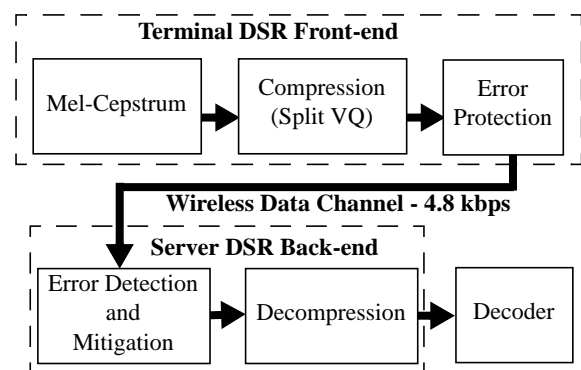 Terminal DSR Front-end
Mel-Cepstrum
Compression
(Split VQ)
Error
Protection
Wireless Data Channel - 4.8 kbps
Server DSR Back-end
Error Detection
and
Mitigation
Decompression
Decoder